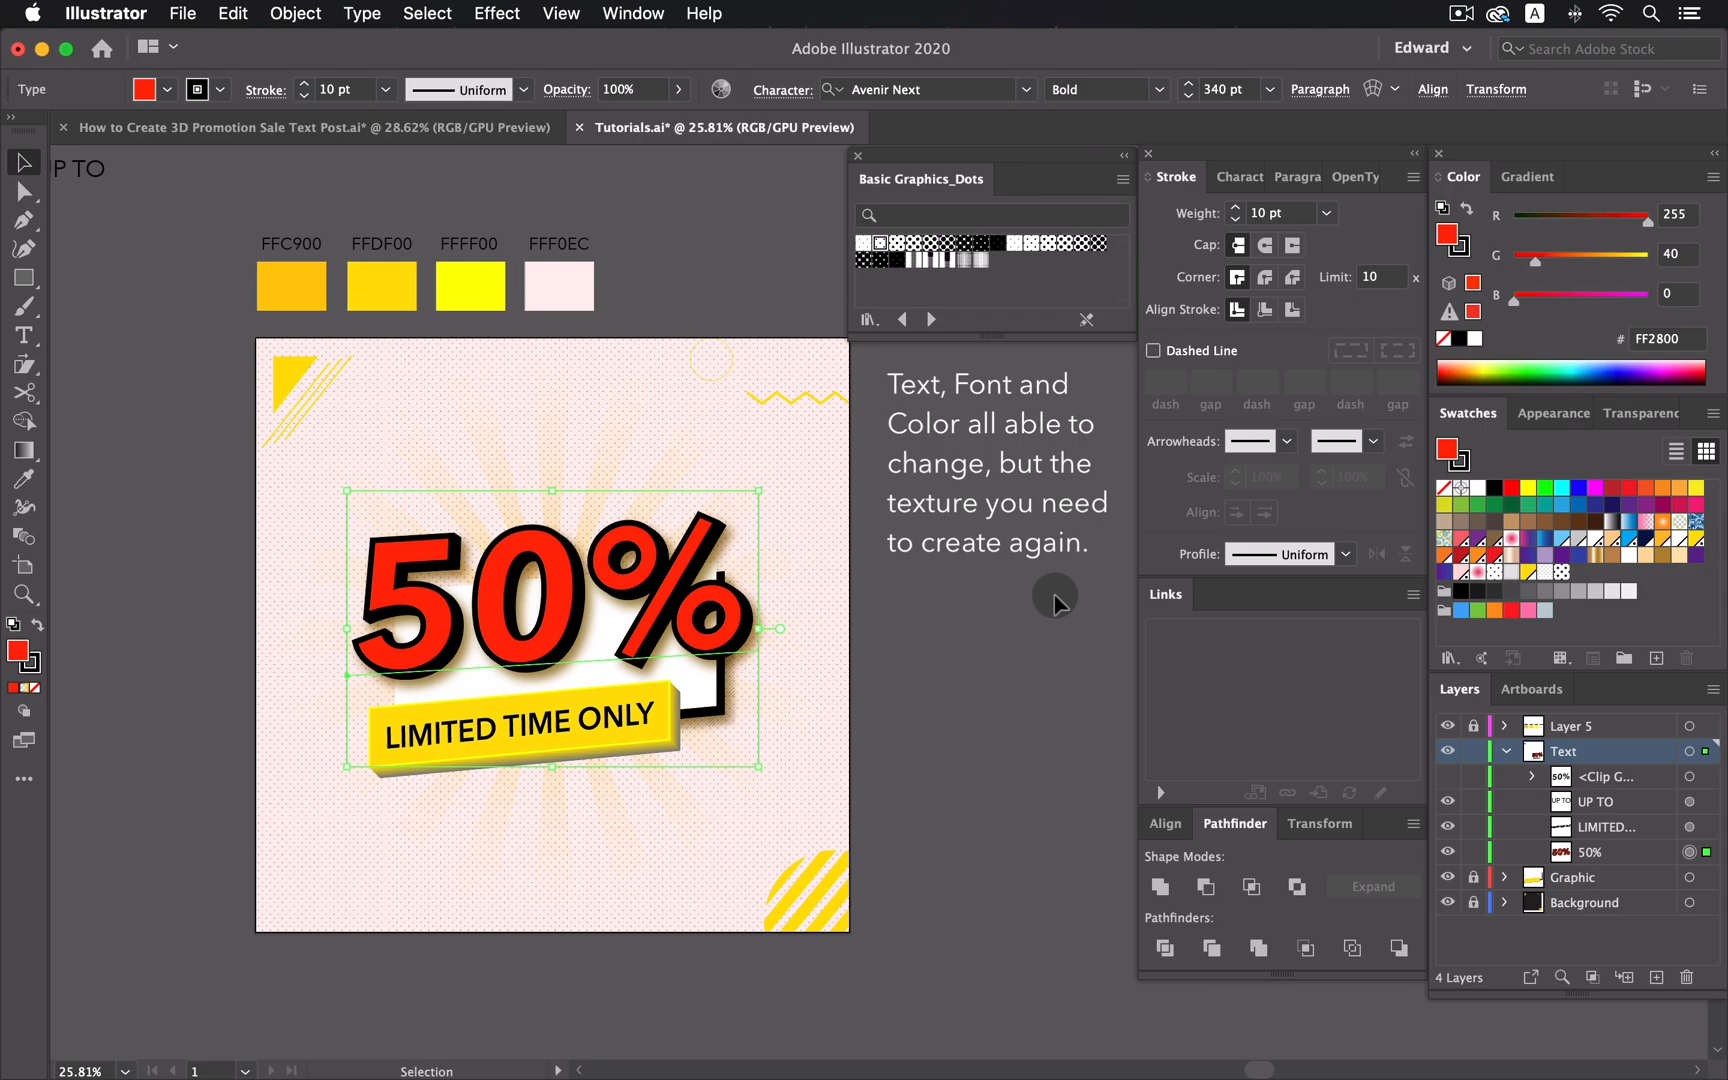 Illustrator File Edit Object Type Select Effect View Window Help
A
Adobe Illustrator 2020
Edward
Search Adobe Stock
Type
Stroke: 10 pt Uniform Opacity: 100% Character: Avenir Next Bold 340 pt Paragraph Align Transform
How to Create 3D Promotion Sale Text Post.ai* @ 28.62% (RGB/GPU Preview)
Tutorials.ai* @ 25.81% (RGB/GPU Preview)
UP TO
FFC900 FFDF00 FFFF00 FFF0EC
50%
LIMITED TIME ONLY
Basic Graphics_Dots
Text, Font and
Color all able to
change, but the
texture you need
to create again.
Stroke Charact Paragra OpenTy
Weight: 10 pt
Cap:
Corner: Limit: 10 x
Align Stroke:
Dashed Line
dash gap dash gap dash gap
Arrowheads:
Scale: 100% 100%
Align:
Profile: Uniform
Links
Align Pathfinder Transform
Shape Modes:
Expand
Pathfinders:
Color Gradient
R 255
G 40
B 0
# FF2800
Swatches Appearance Transparenc
Layers Artboards
Layer 5
Text
50% <Clip G...
UP TO UP TO
LIMITED...
50% 50%
Graphic
Background
4 Layers
25.81% 1 Selection